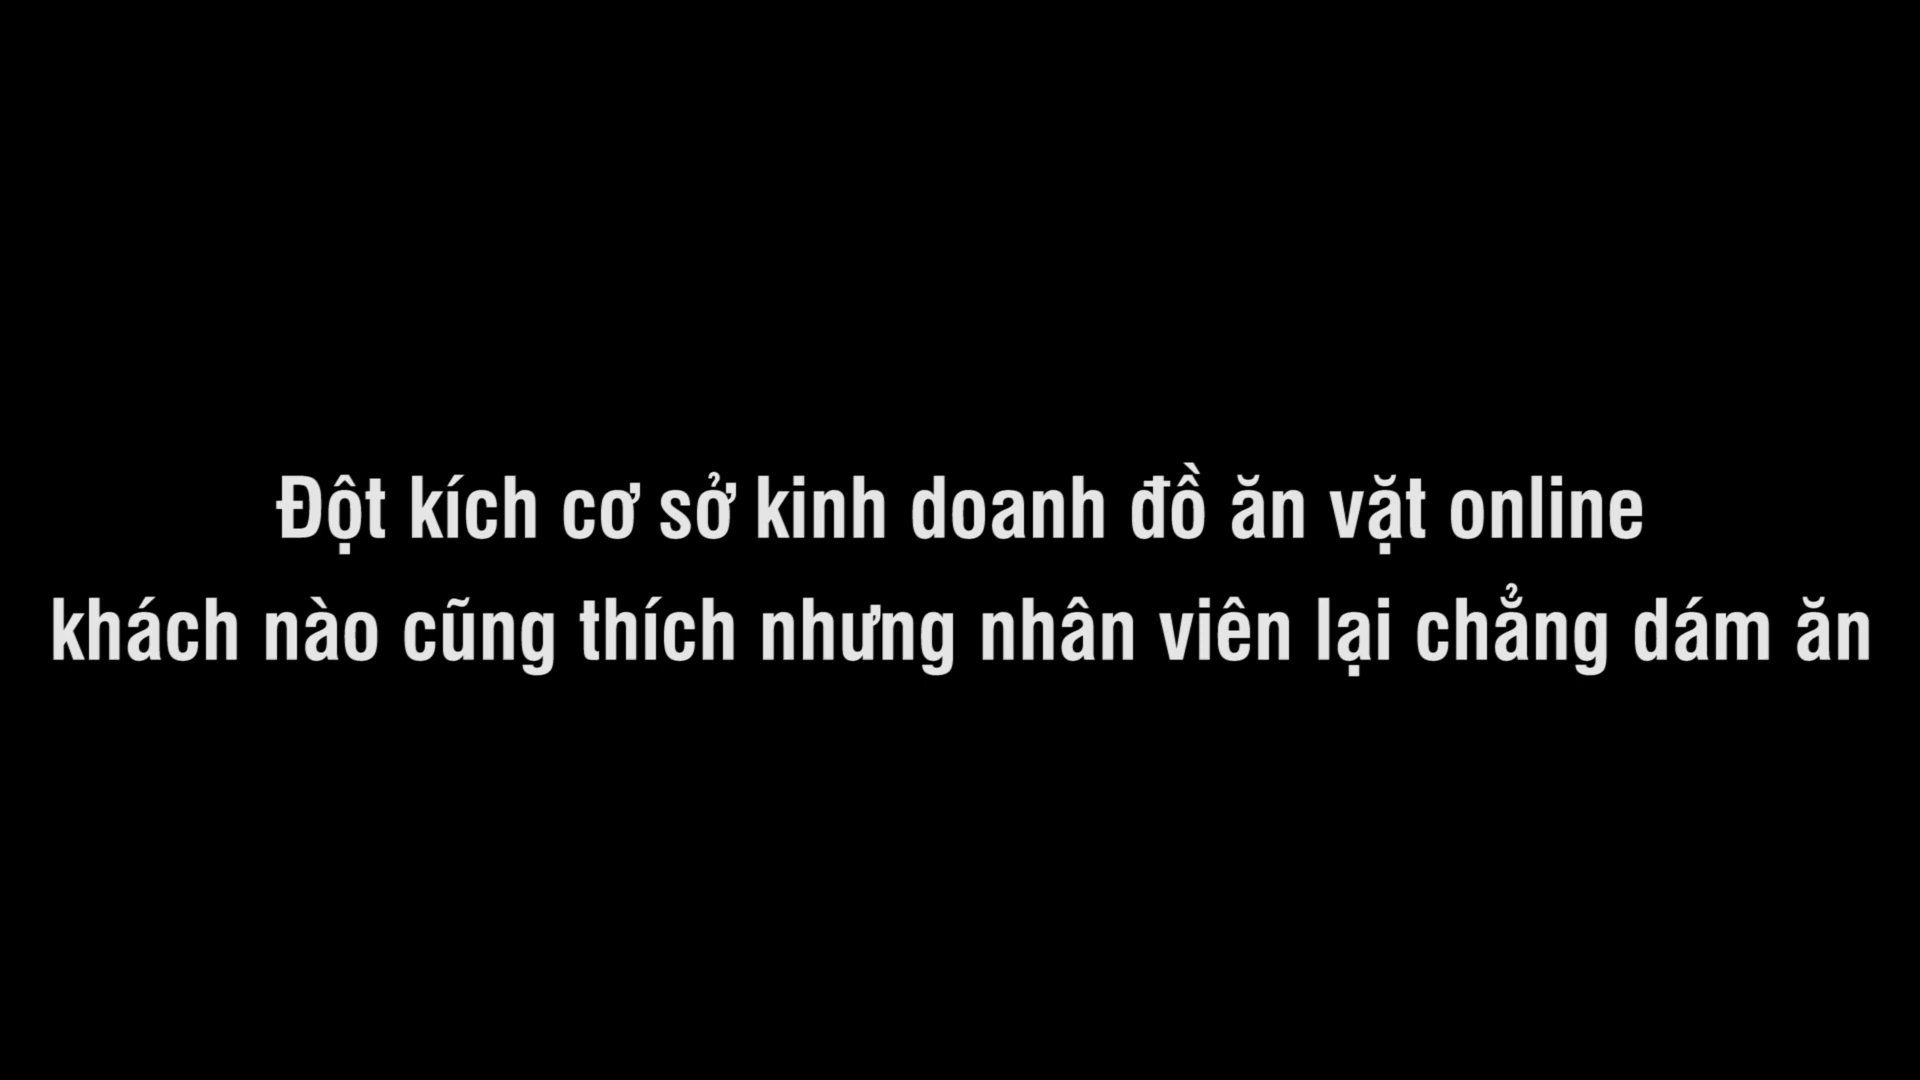 Đột kích cơ sở kinh doanh đồ ăn vặt online
khách nào cũng thích nhưng nhân viên lại chẳng dám ăn